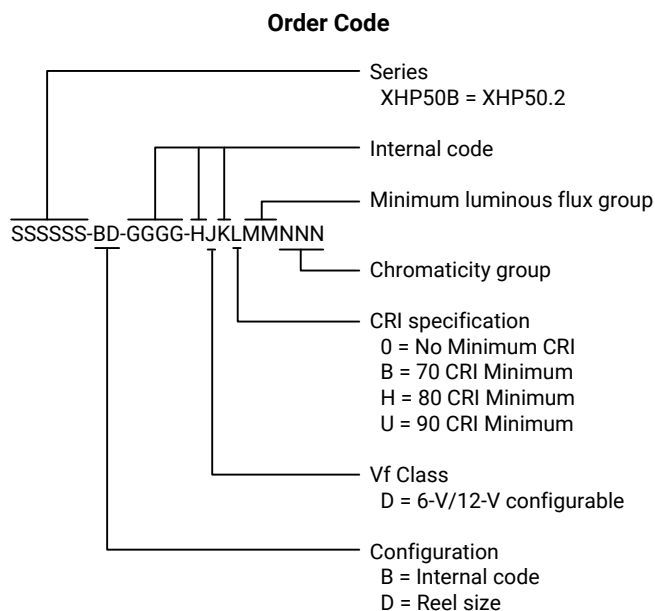 Order Code
Series
XHP50B = XHP50.2
Internal code
Minimum luminous flux group
SSSSSS-BD-GGGG-HJKLMMNNN
Chromaticity group
CRI specification
0 = No Minimum CRI
B = 70 CRI Minimum
H = 80 CRI Minimum
U = 90 CRI Minimum
Vf Class
D = 6-V/12-V configurable
Configuration
B = Internal code
D = Reel size